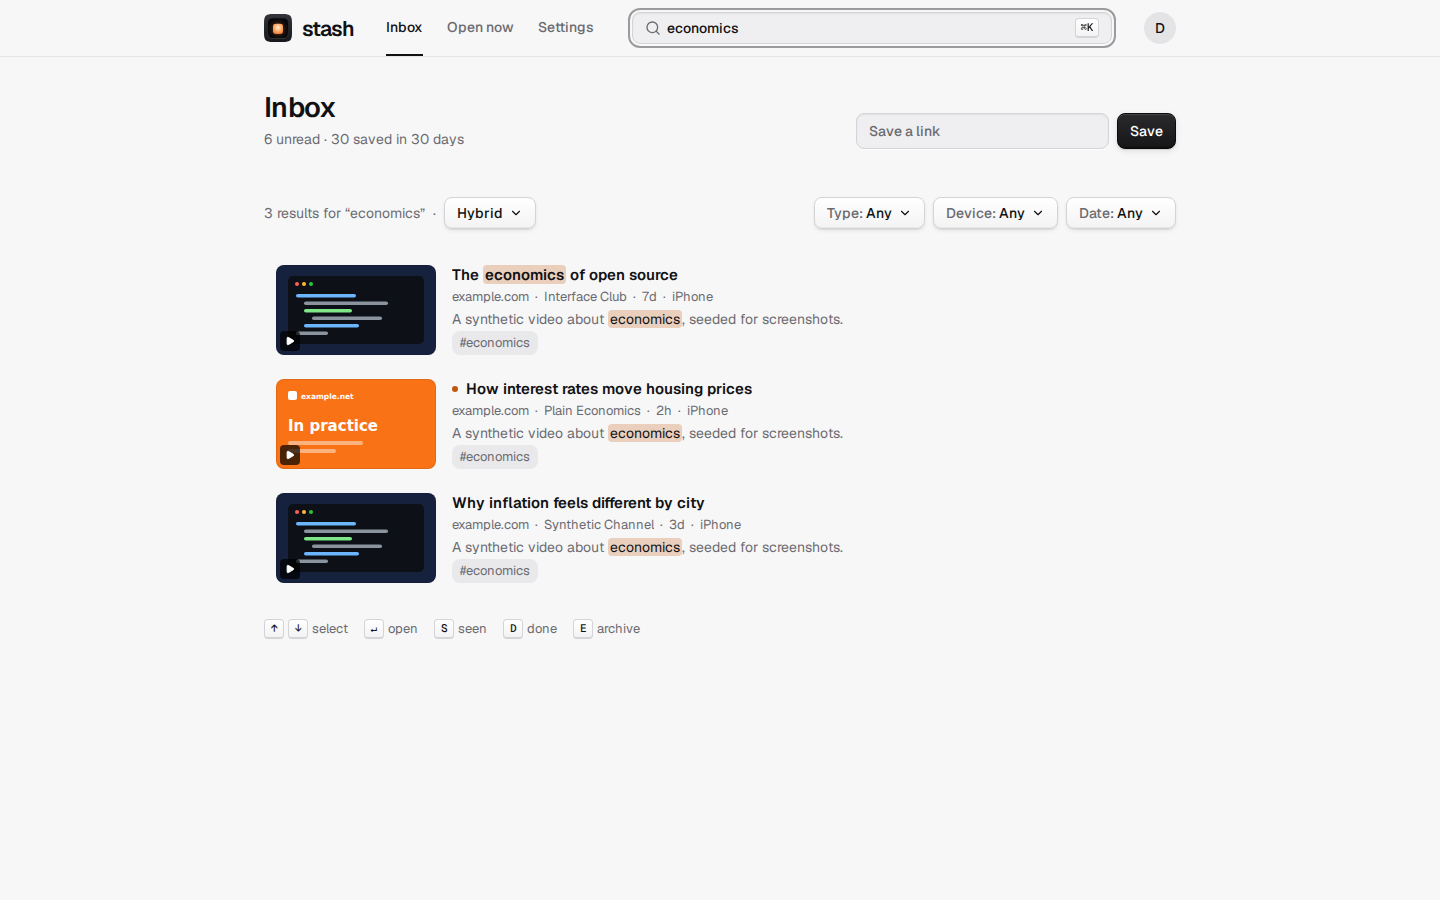 stash Inbox Open now Settings economics ⌘K D
Inbox
6 unread · 30 saved in 30 days
Save a link Save
3 results for “economics” · Hybrid Type: Any Device: Any Date: Any
The economics of open source
example.com · Interface Club · 7d · iPhone
A synthetic video about economics, seeded for screenshots.
#economics
example.net
In practice
How interest rates move housing prices
example.com · Plain Economics · 2h · iPhone
A synthetic video about economics, seeded for screenshots.
#economics
Why inflation feels different by city
example.com · Synthetic Channel · 3d · iPhone
A synthetic video about economics, seeded for screenshots.
#economics
↑ ↓ select ↵ open S seen D done E archive